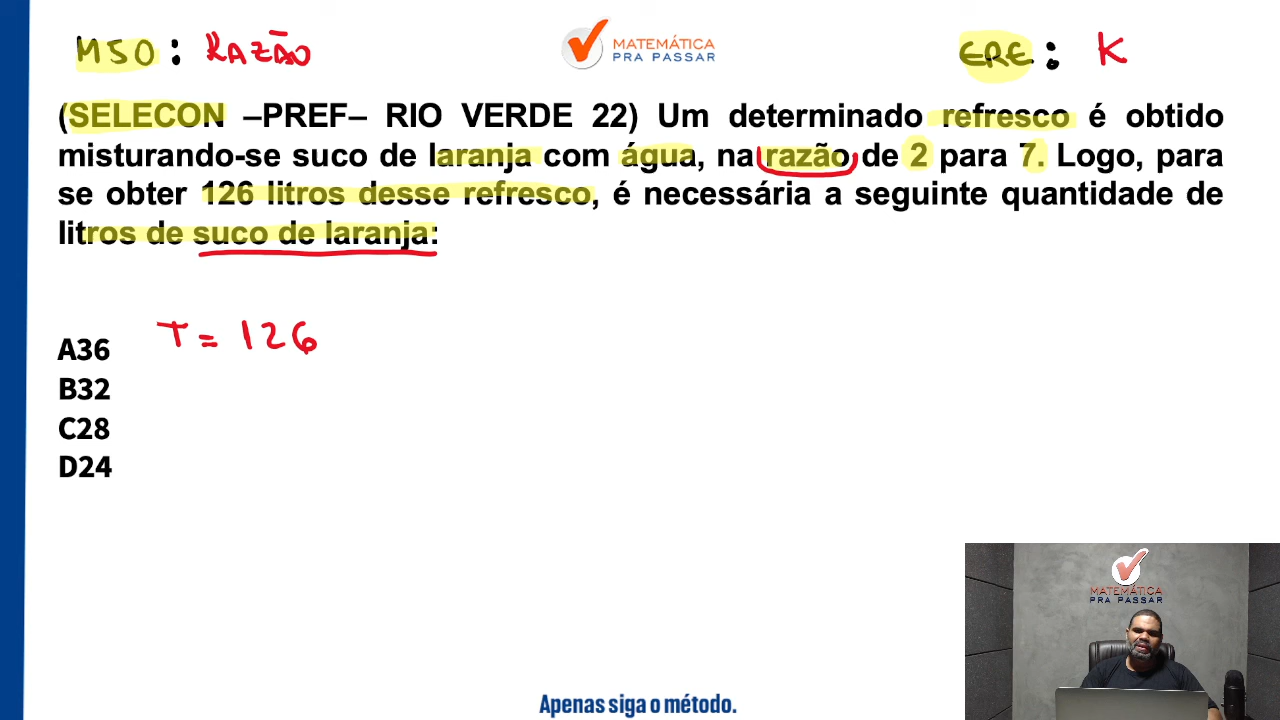 M50 : RAZÃO
MATEMÁTICA
PRA PASSAR
ERE : K
(SELECON –PREF– RIO VERDE 22) Um determinado refresco é obtido
misturando-se suco de laranja com água, na razão de 2 para 7. Logo, para
se obter 126 litros desse refresco, é necessária a seguinte quantidade de
litros de suco de laranja:
T = 126
A36
B32
C28
D24
MATEMÁTICA
PRA PASSAR
Apenas siga o método.